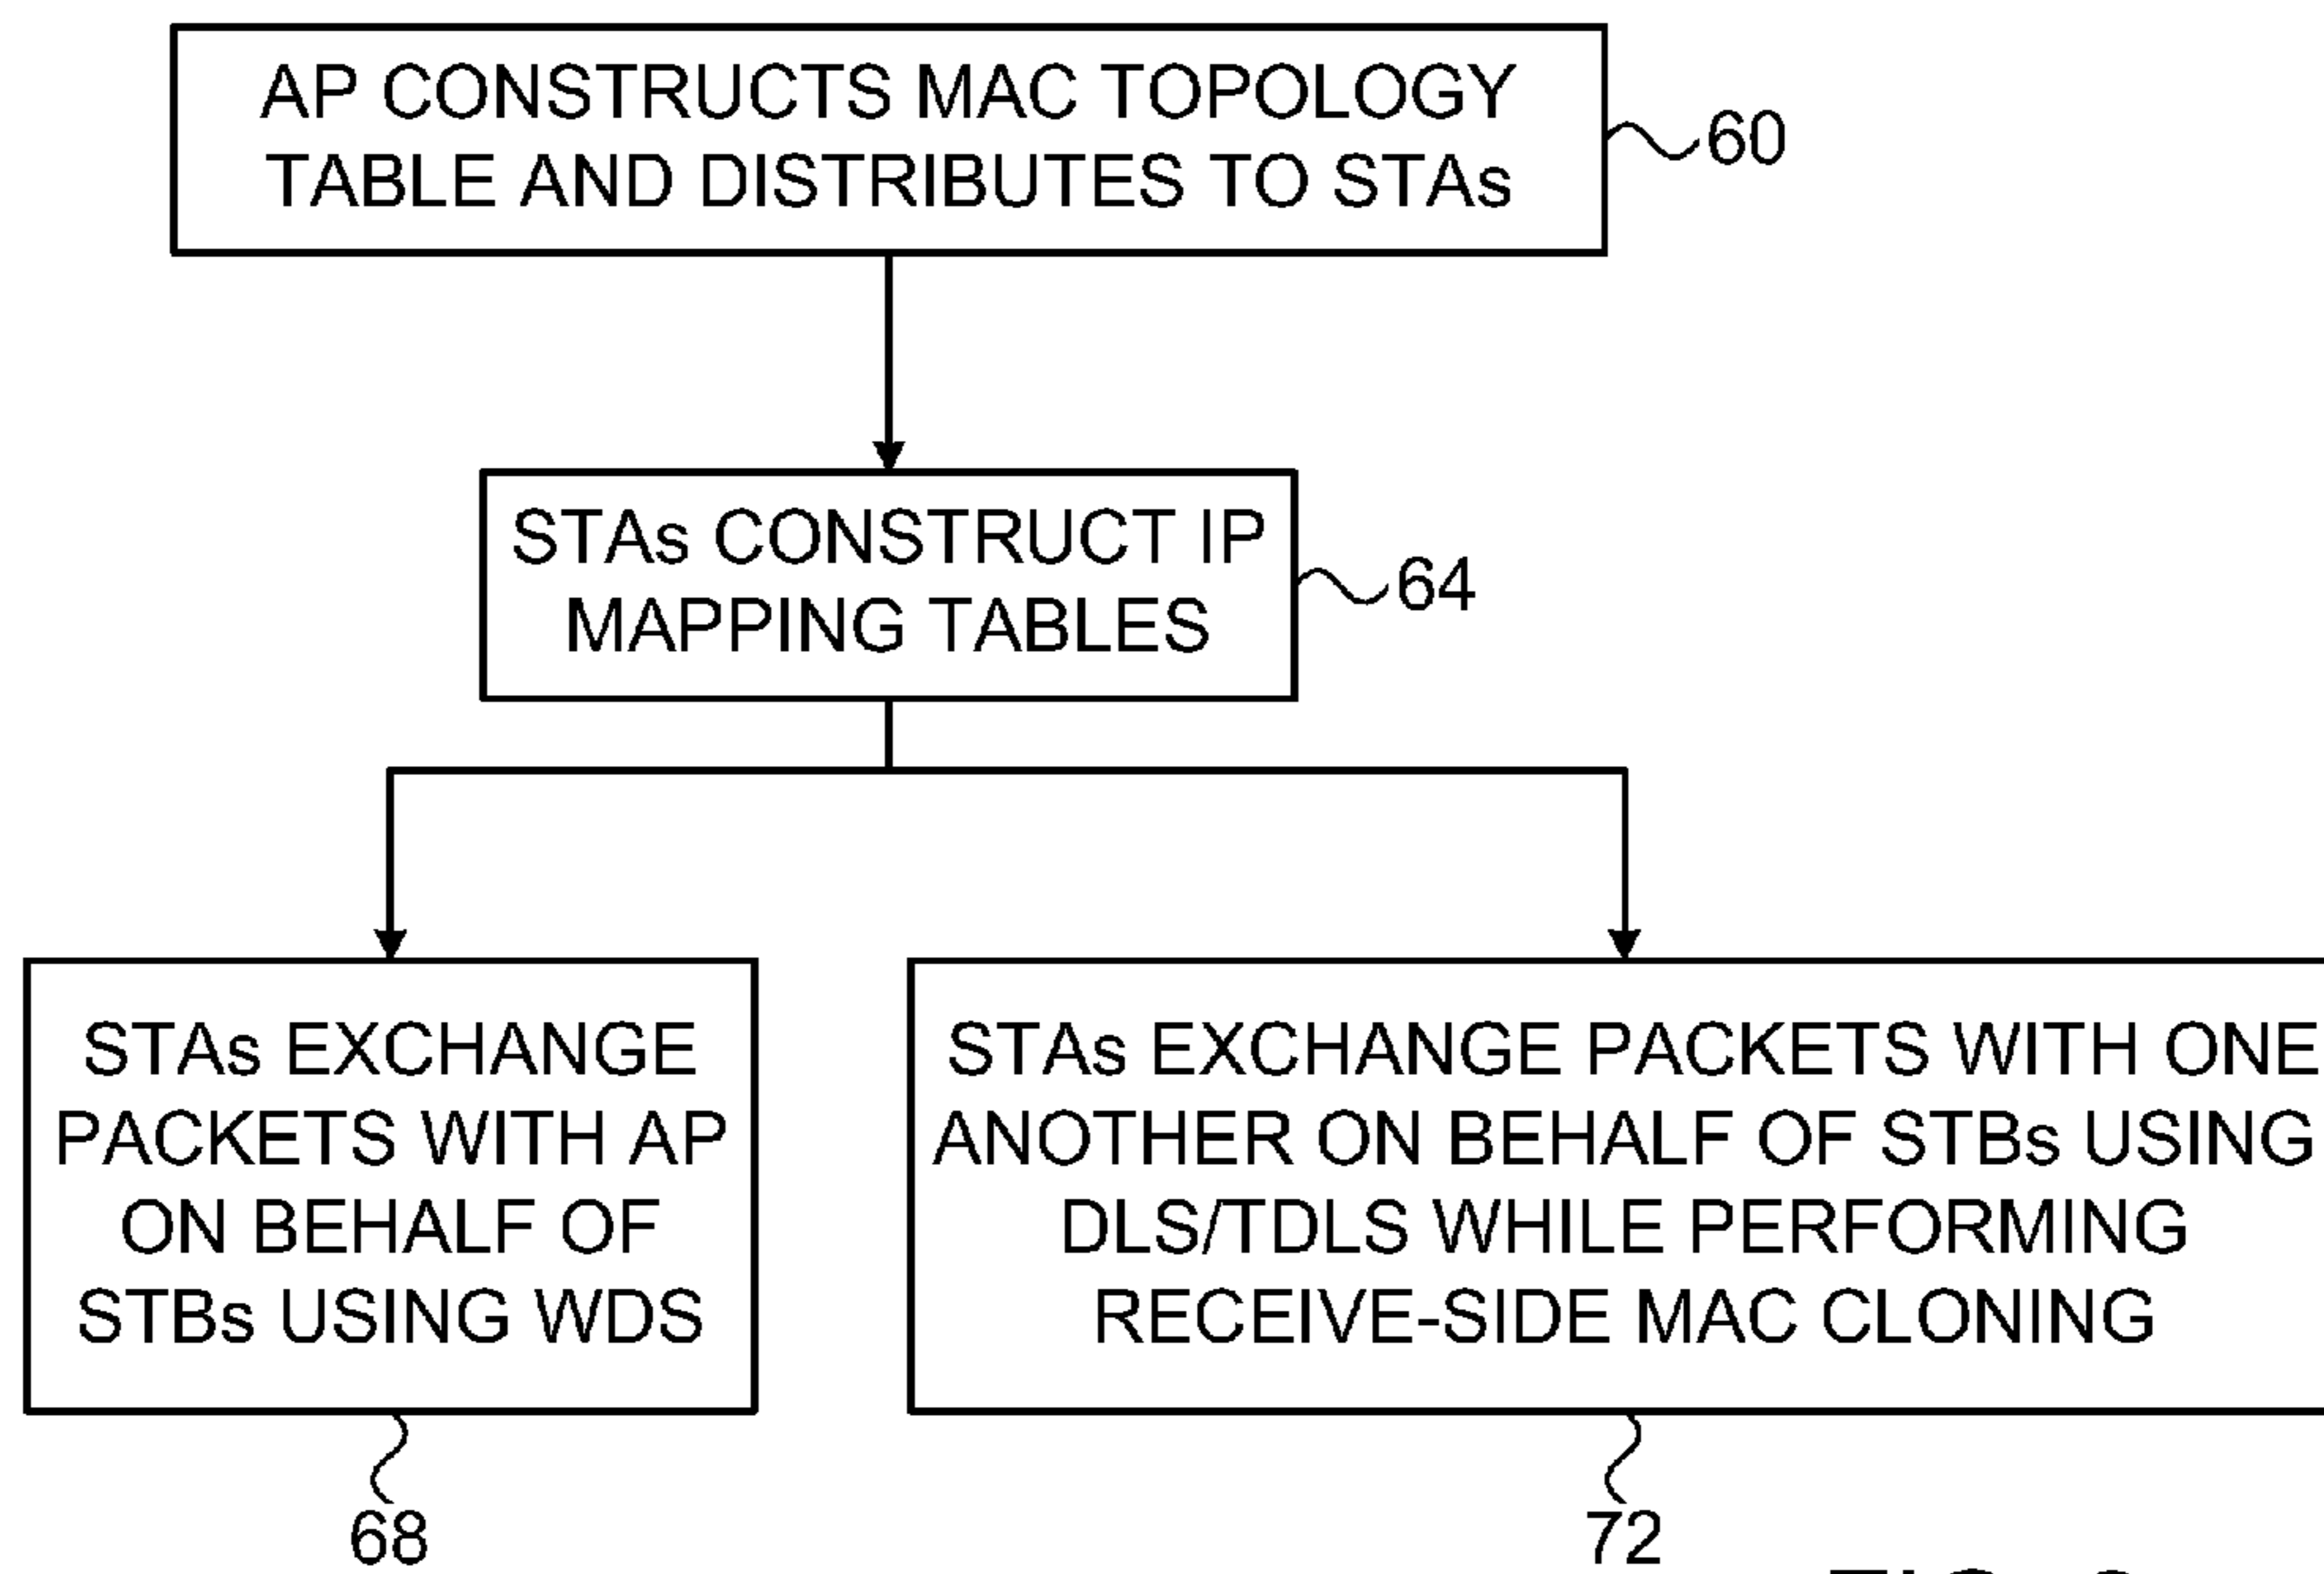 AP CONSTRUCTS MAC TOPOLOGY
TABLE AND DISTRIBUTES TO STAs
60
STAs CONSTRUCT IP
MAPPING TABLES
64
STAs EXCHANGE
PACKETS WITH AP
ON BEHALF OF
STBs USING WDS
68
STAs EXCHANGE PACKETS WITH ONE
ANOTHER ON BEHALF OF STBs USING
DLS/TDLS WHILE PERFORMING
RECEIVE-SIDE MAC CLONING
72